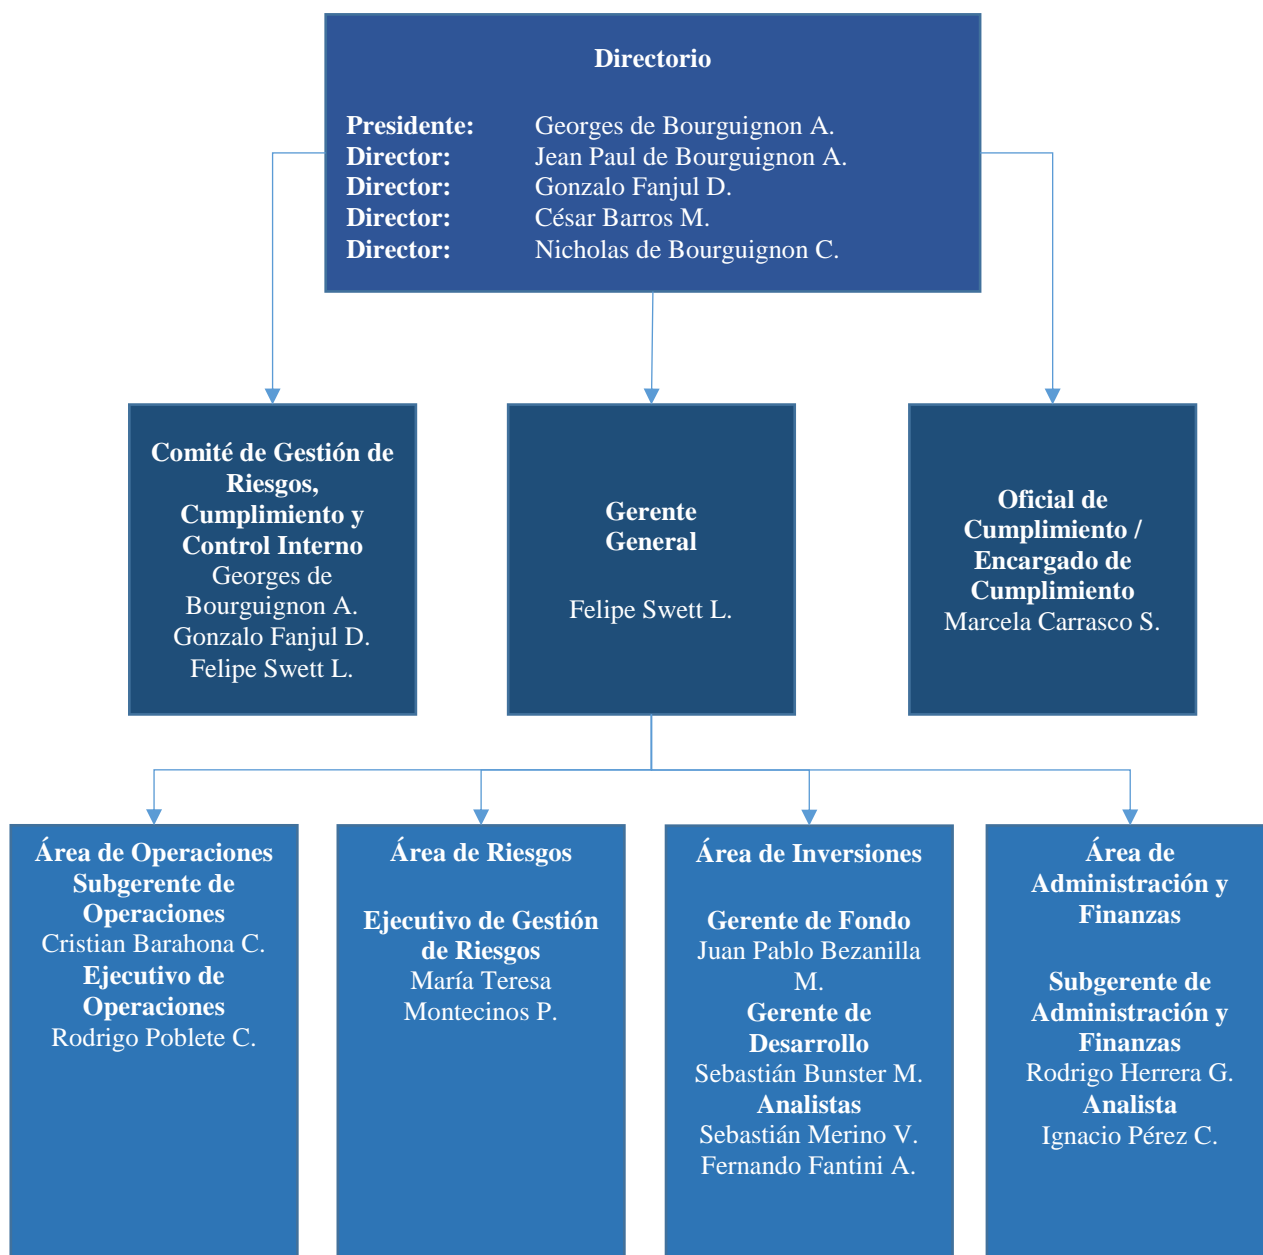 Directorio
Presidente: Georges de Bourguignon A.
Director: Jean Paul de Bourguignon A.
Director: Gonzalo Fanjul D.
Director: César Barros M.
Director: Nicholas de Bourguignon C.
Comité de Gestión de
Riesgos,
Cumplimiento y
Control Interno
Georges de
Bourguignon A.
Gonzalo Fanjul D.
Felipe Swett L.
Gerente
General
Felipe Swett L.
Oficial de
Cumplimiento /
Encargado de
Cumplimiento
Marcela Carrasco S.
Área de Operaciones
Subgerente de
Operaciones
Cristian Barahona C.
Ejecutivo de
Operaciones
Rodrigo Poblete C.
Área de Riesgos
Ejecutivo de Gestión
de Riesgos
María Teresa
Montecinos P.
Área de Inversiones
Gerente de Fondo
Juan Pablo Bezanilla
M.
Gerente de
Desarrollo
Sebastián Bunster M.
Analistas
Sebastián Merino V.
Fernando Fantini A.
Área de
Administración y
Finanzas
Subgerente de
Administración y
Finanzas
Rodrigo Herrera G.
Analista
Ignacio Pérez C.